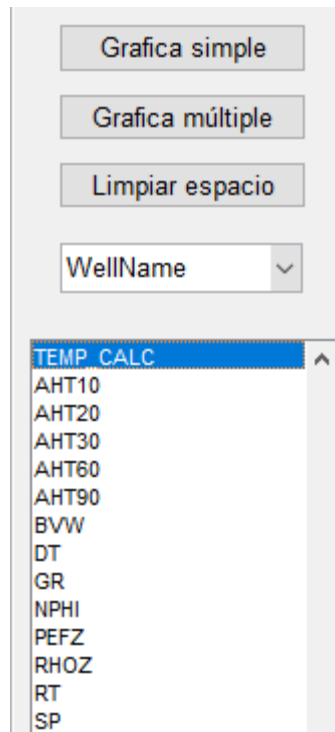 Grafica simple
Grafica múltiple
Limpiar espacio
WellName
TEMP_CALC
AHT10
AHT20
AHT30
AHT60
AHT90
BVW
DT
GR
NPHI
PEFZ
RHOZ
RT
SP